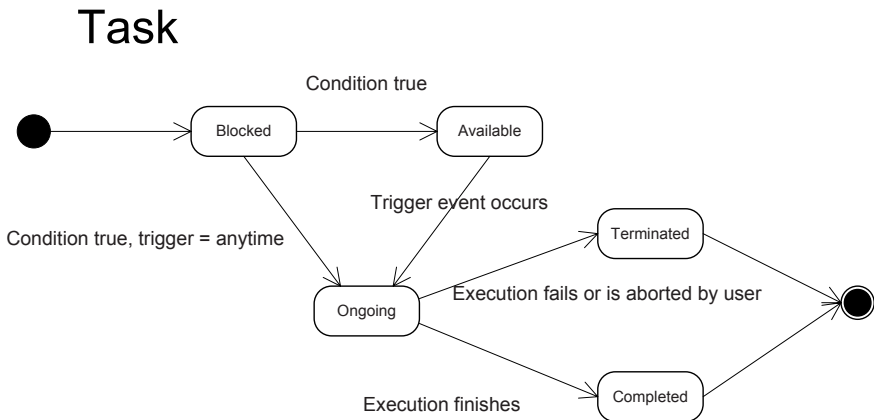 Task
Condition true
Blocked
Available
Trigger event occurs
Condition true, trigger = anytime
Terminated
Execution fails or is aborted by user
Ongoing
Completed
Execution finishes